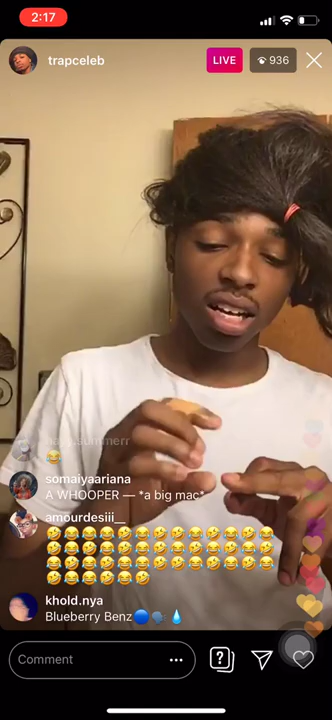 2:17
trapceleb
LIVE
936
somaiyaariana
A WHOOPER — *a big mac*
amourdesiii__
🤣😂🤣😂🤣😂🤣🤣😂🤣😂🤣😂
khold.nya
Blueberry Benz🔵🗣💧
Comment